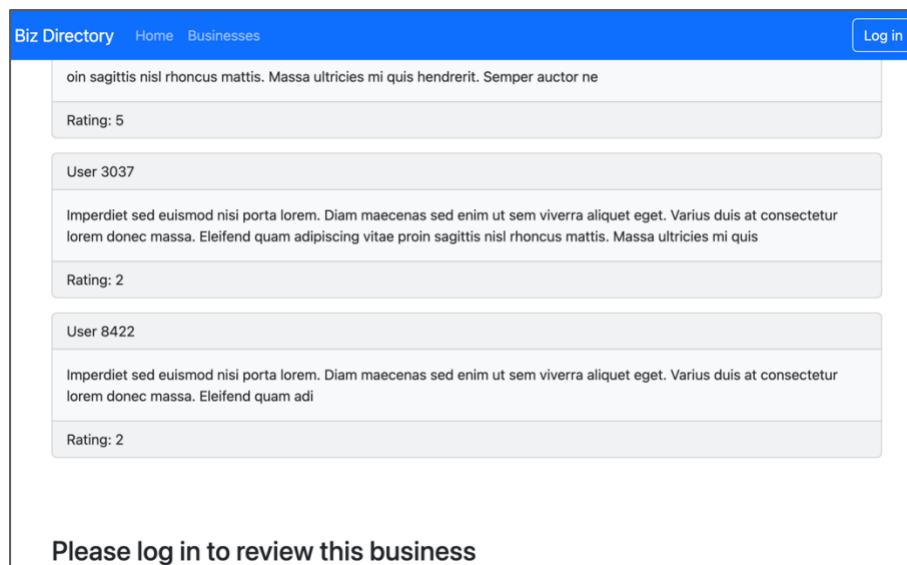 Biz Directory Home Businesses Log in
oin sagittis nisl rhoncus mattis. Massa ultricies mi quis hendrerit. Semper auctor ne
Rating: 5
User 3037
Imperdiet sed euismod nisi porta lorem. Diam maecenas sed enim ut sem viverra aliquet eget. Varius duis at consectetur
lorem donec massa. Eleifend quam adipiscing vitae proin sagittis nisl rhoncus mattis. Massa ultricies mi quis
Rating: 2
User 8422
Imperdiet sed euismod nisi porta lorem. Diam maecenas sed enim ut sem viverra aliquet eget. Varius duis at consectetur
lorem donec massa. Eleifend quam adi
Rating: 2
Please log in to review this business